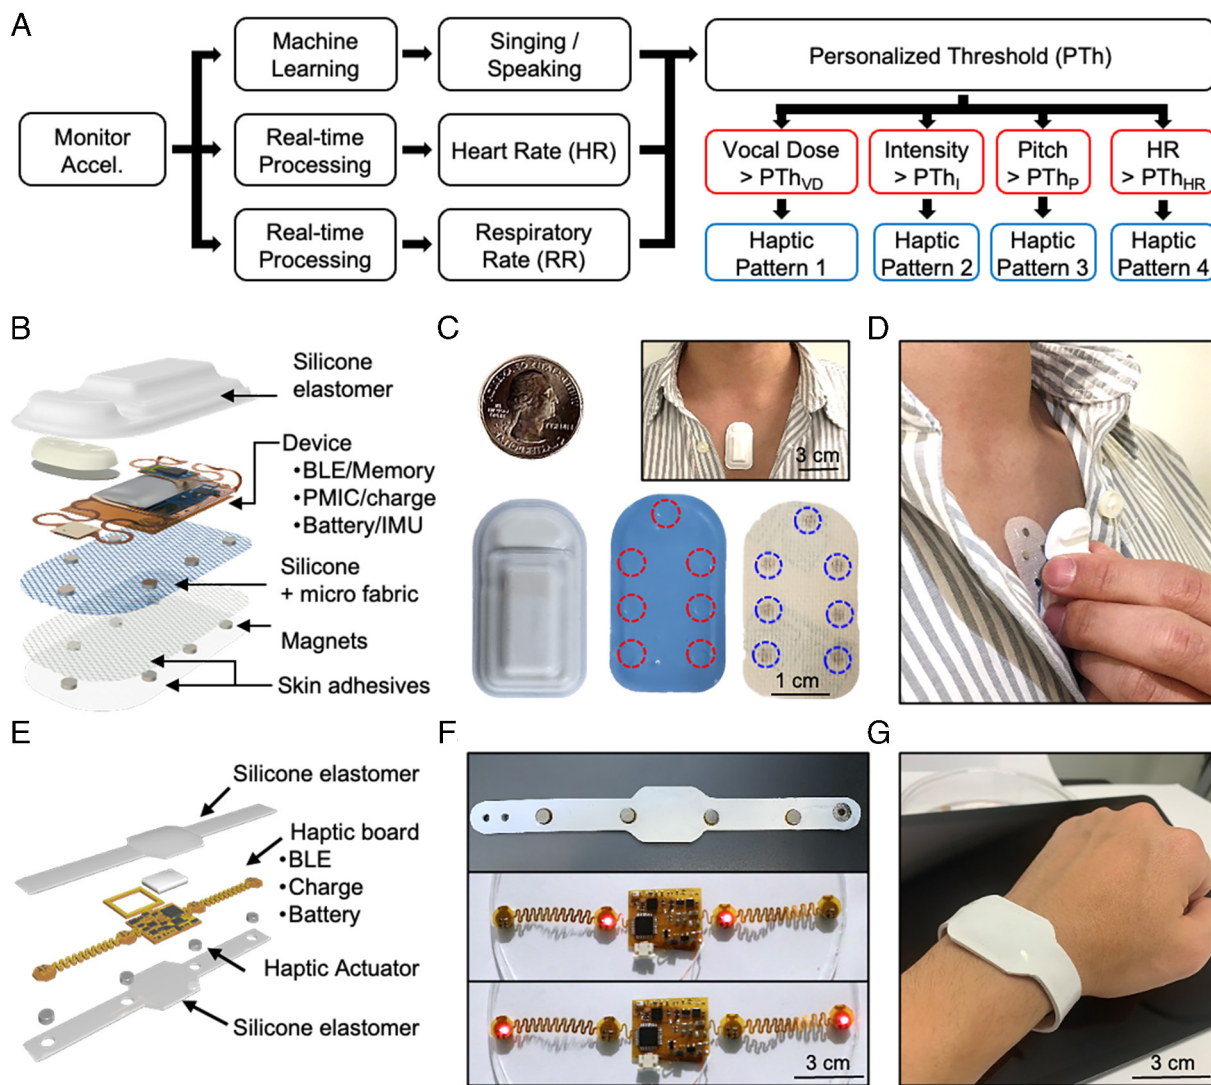 A
Machine
Learning
Singing /
Speaking
Personalized Threshold (PTh)
Monitor
Accel.
Real-time
Processing
Heart Rate (HR)
Real-time
Processing
Respiratory
Rate (RR)
Vocal Dose
> PThVD
Intensity
> PThI
Pitch
> PThP
HR
> PThHR
Haptic
Pattern 1
Haptic
Pattern 2
Haptic
Pattern 3
Haptic
Pattern 4
B
Silicone
elastomer
Device
•BLE/Memory
•PMIC/charge
•Battery/IMU
Silicone
+ micro fabric
Magnets
Skin adhesives
C
3 cm
1 cm
D
E
Silicone elastomer
Haptic board
•BLE
•Charge
•Battery
Haptic Actuator
Silicone elastomer
F
3 cm
G
3 cm